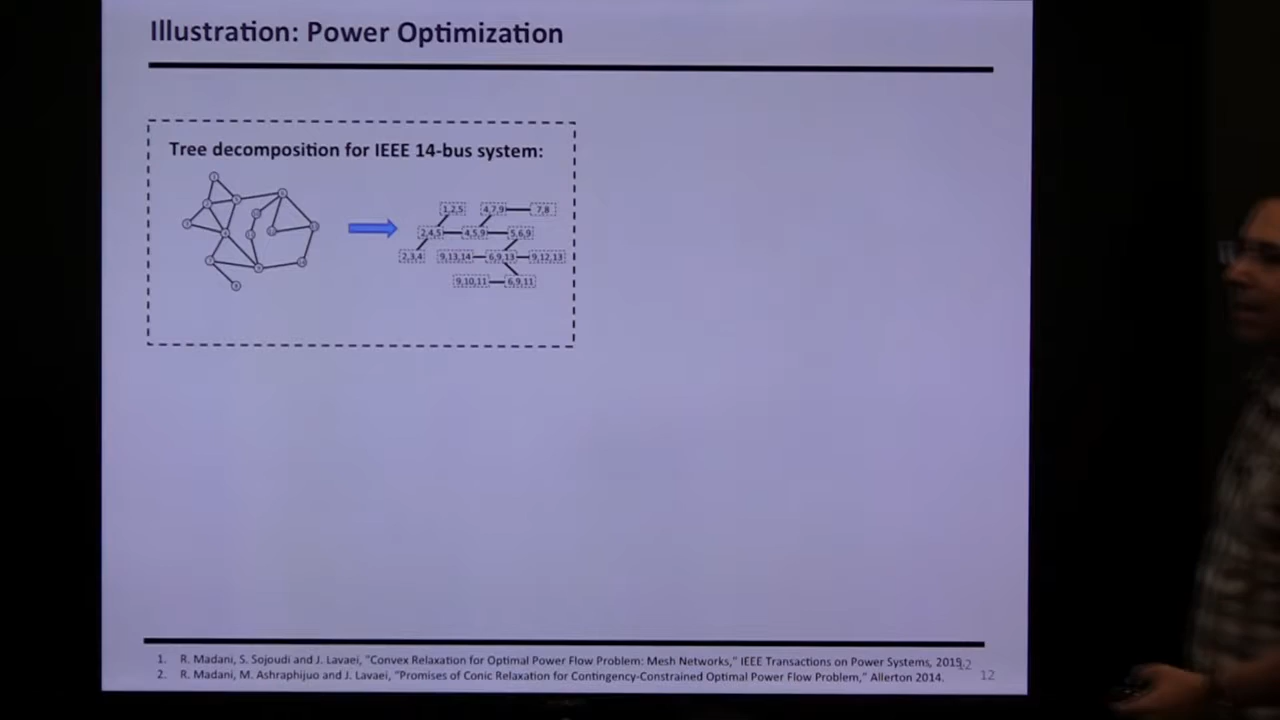 Illustration: Power Optimization
Tree decomposition for IEEE 14-bus system:
1,2,5 4,7,9 7,8
2,4,5 4,5,9 5,6,9
2,3,4 9,13,14 6,9,13 9,12,13
9,10,11 6,9,11
1. R. Madani, S. Sojoudi and J. Lavaei, "Convex Relaxation for Optimal Power Flow Problem: Mesh Networks," IEEE Transactions on Power Systems, 2015.
2. R. Madani, M. Ashraphijuo and J. Lavaei, "Promises of Conic Relaxation for Contingency-Constrained Optimal Power Flow Problem," Allerton 2014.
12
12